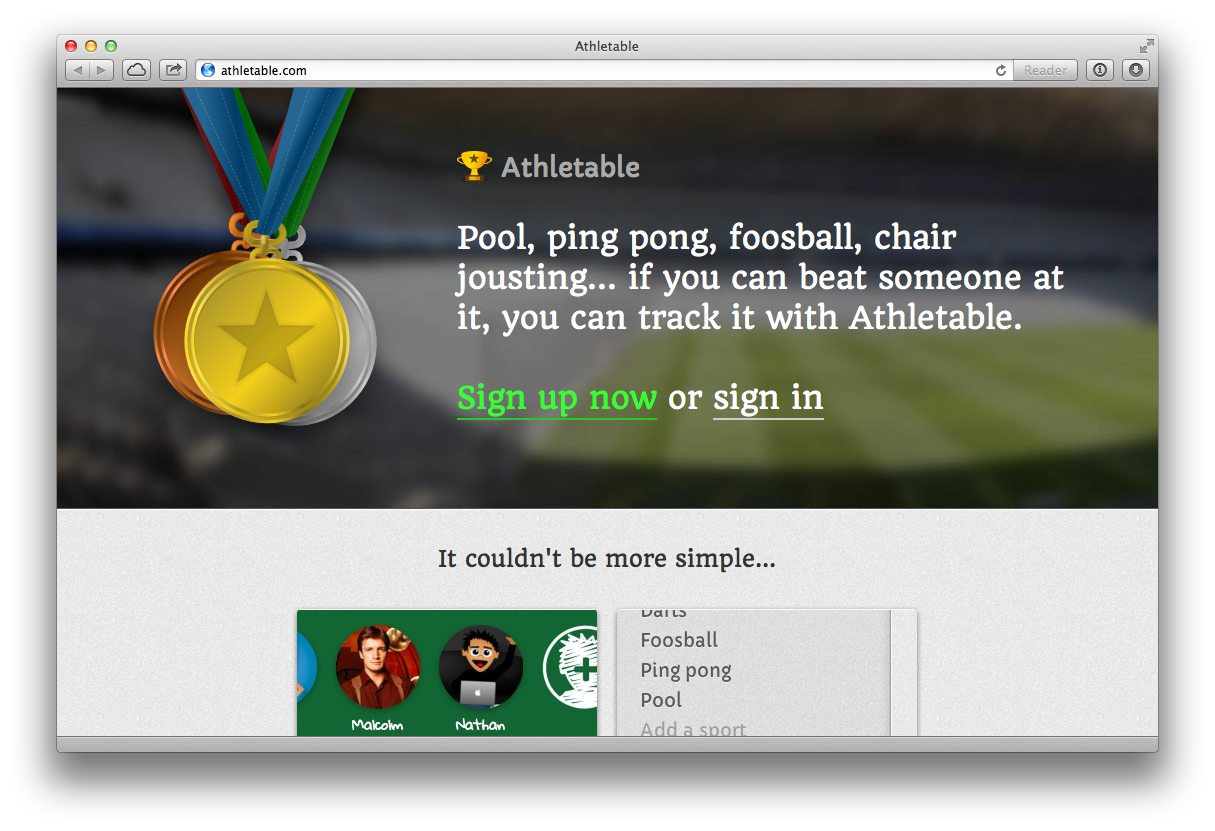 Athletable
athletable.com
Reader
Athletable
Pool, ping pong, foosball, chair
jousting... if you can beat someone at
it, you can track it with Athletable.
Sign up now or sign in
It couldn't be more simple...
Malcolm
Nathan
Darts
Foosball
Ping pong
Pool
Add a sport